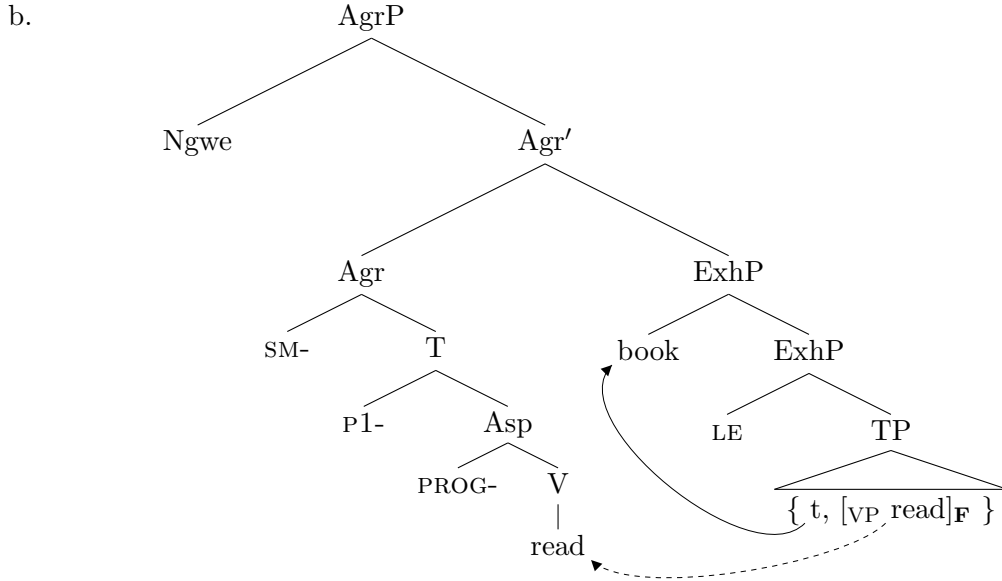 b.
AgrP
Ngwe Agr′
Agr ExhP
SM- T book ExhP
P1- Asp LE TP
PROG- V { t, [VP read]F }
read